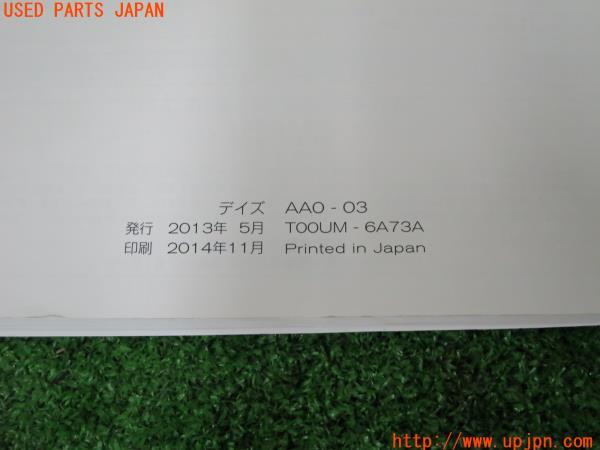 USED PARTS JAPAN
デイズ AA0-03
発行 2013年 5月 T00UM-6A73A
印刷 2014年11月 Printed in Japan
http://www.upjpn.com